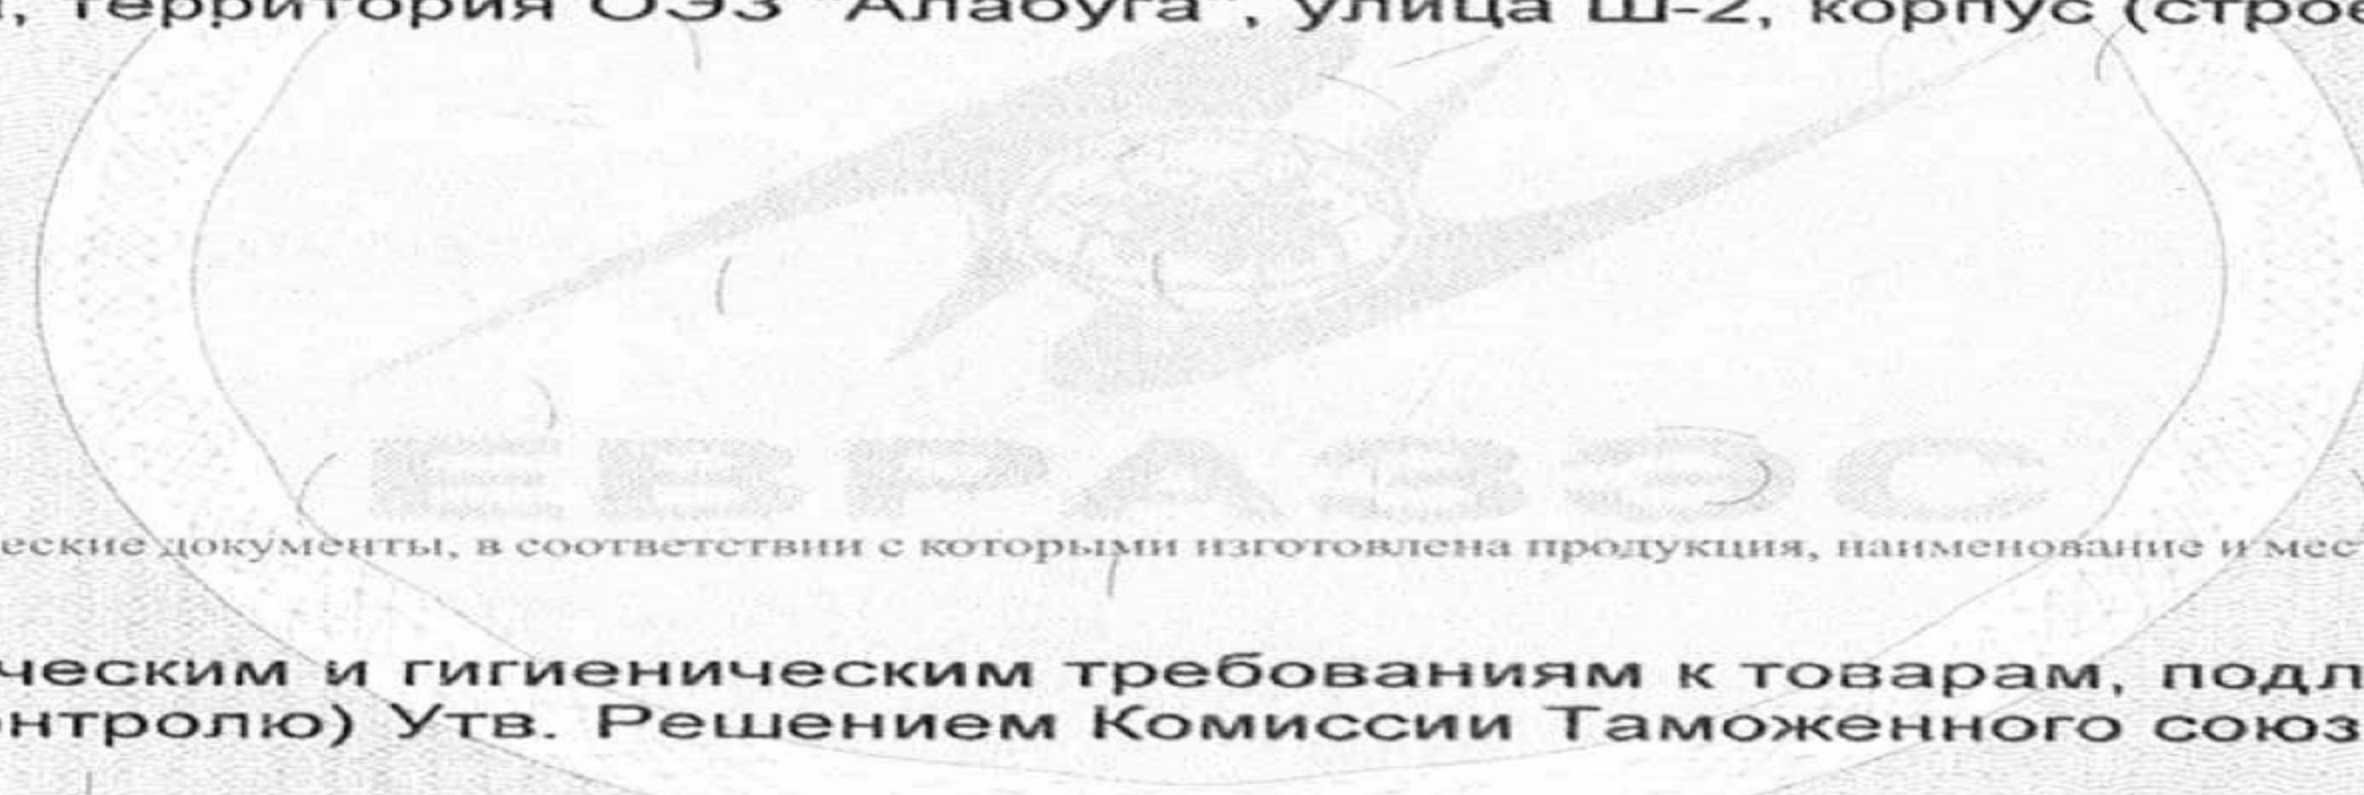 территория ОЭЗ "Алабуга", улица Ш-2, корпус (строе
ЕВРАЗЭС
еские документы, в соответствии с которыми изготовлена продукция, наименование и мес
ческим и гигиеническим требованиям к товарам, подл
онтролю) Утв. Решением Комиссии Таможенного союз